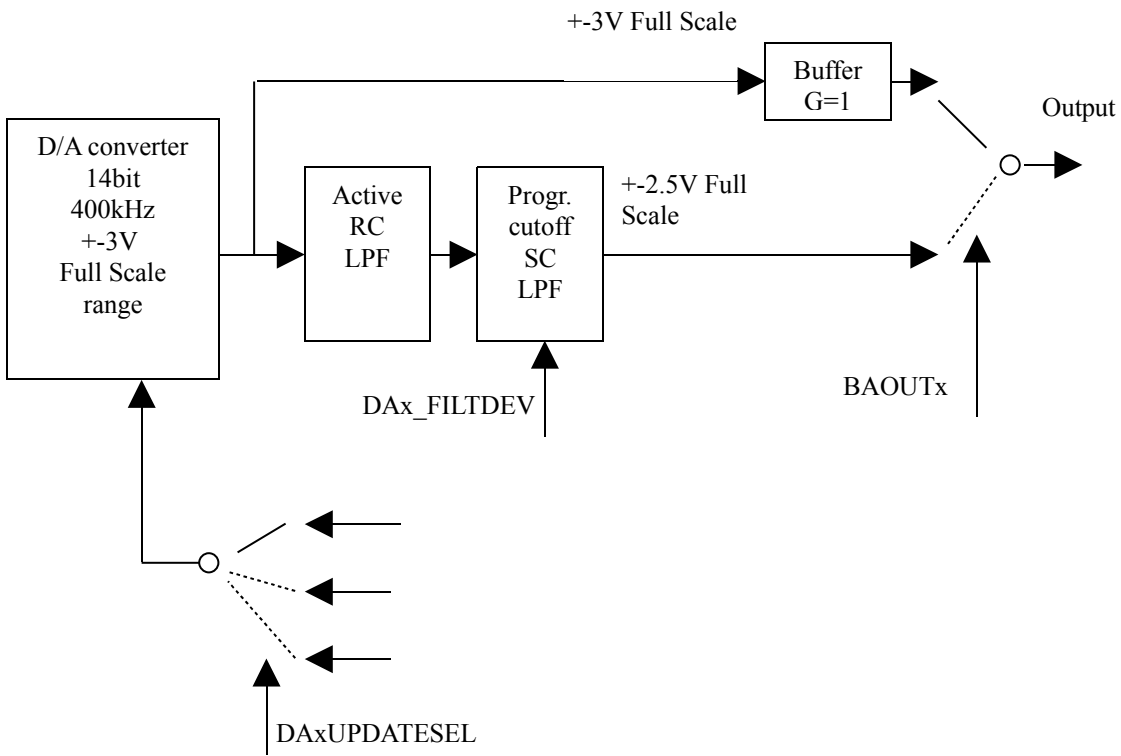 +-3V Full Scale
Buffer
G=1
Output
D/A converter
14bit
400kHz
+-3V
Full Scale
range
Active
RC
LPF
Progr.
cutoff
SC
LPF
+-2.5V Full
Scale
DAx_FILTDEV
BAOUTx
DAxUPDATESEL